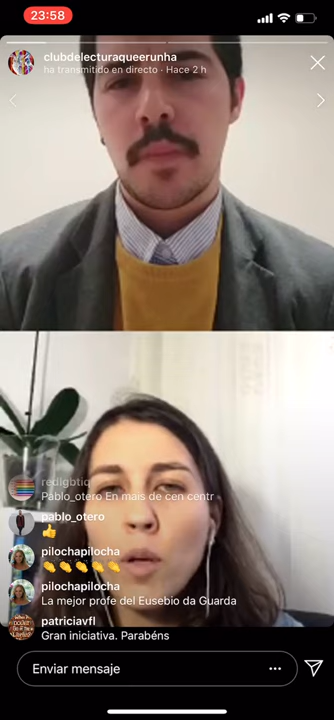 23:58
clubdelecturaqueerunha
ha transmitido en directo · Hace 2 h
redlgbtiq
Pablo_otero En mais de cen centr
pablo_otero
pilochapilocha
pilochapilocha
La mejor profe del Eusebio da Guarda
patriciavfl
Gran iniciativa. Parabéns
Enviar mensaje